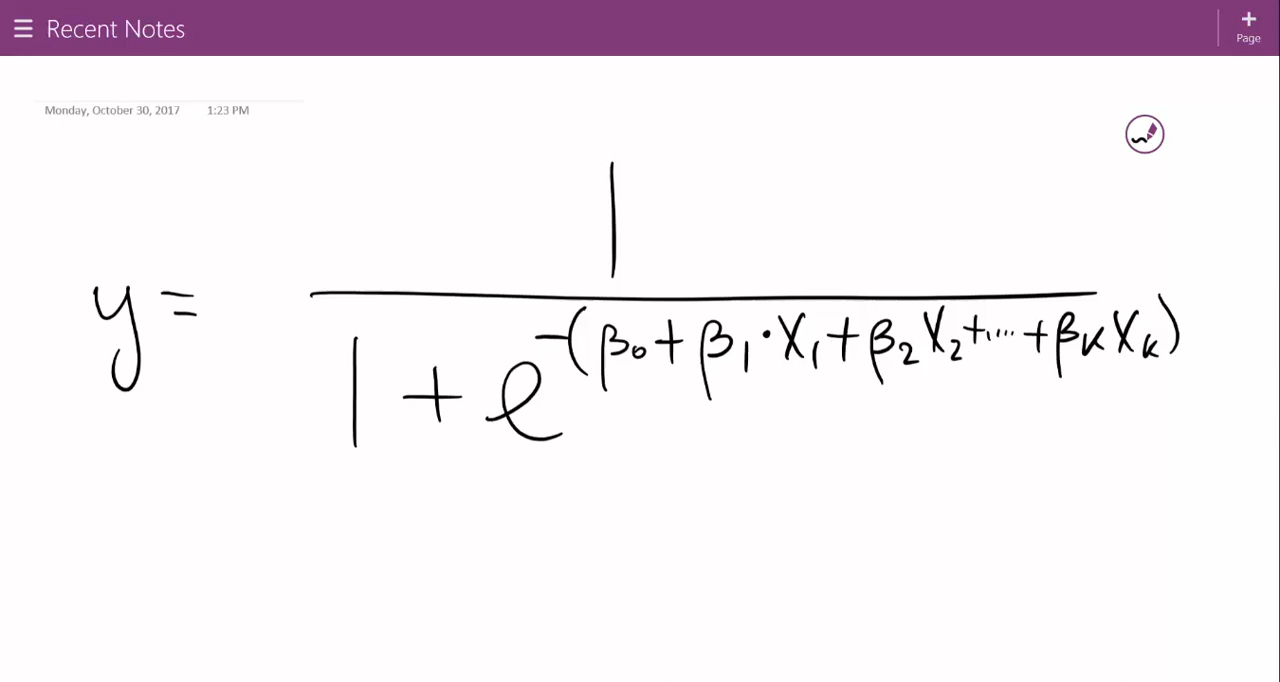 Recent Notes
+
Page
Monday, October 30, 2017 1:23 PM
1
y =
1 + e^-(β₀ + β₁·X₁ + β₂X₂ + .... + βₖXₖ)